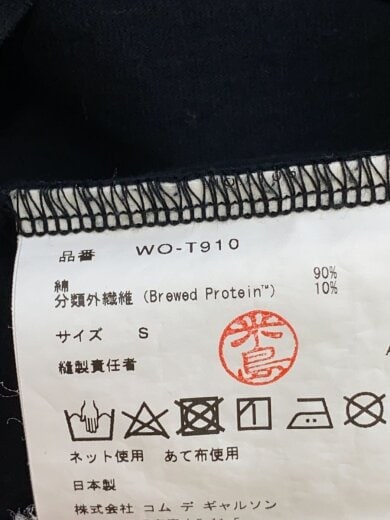 品番 WO-T910
綿 90%
分類外繊維 (Brewed Protein™) 10%
サイズ S
縫製責任者 米島
ネット使用 あて布使用
日本製
株式会社 コム デ ギャルソン